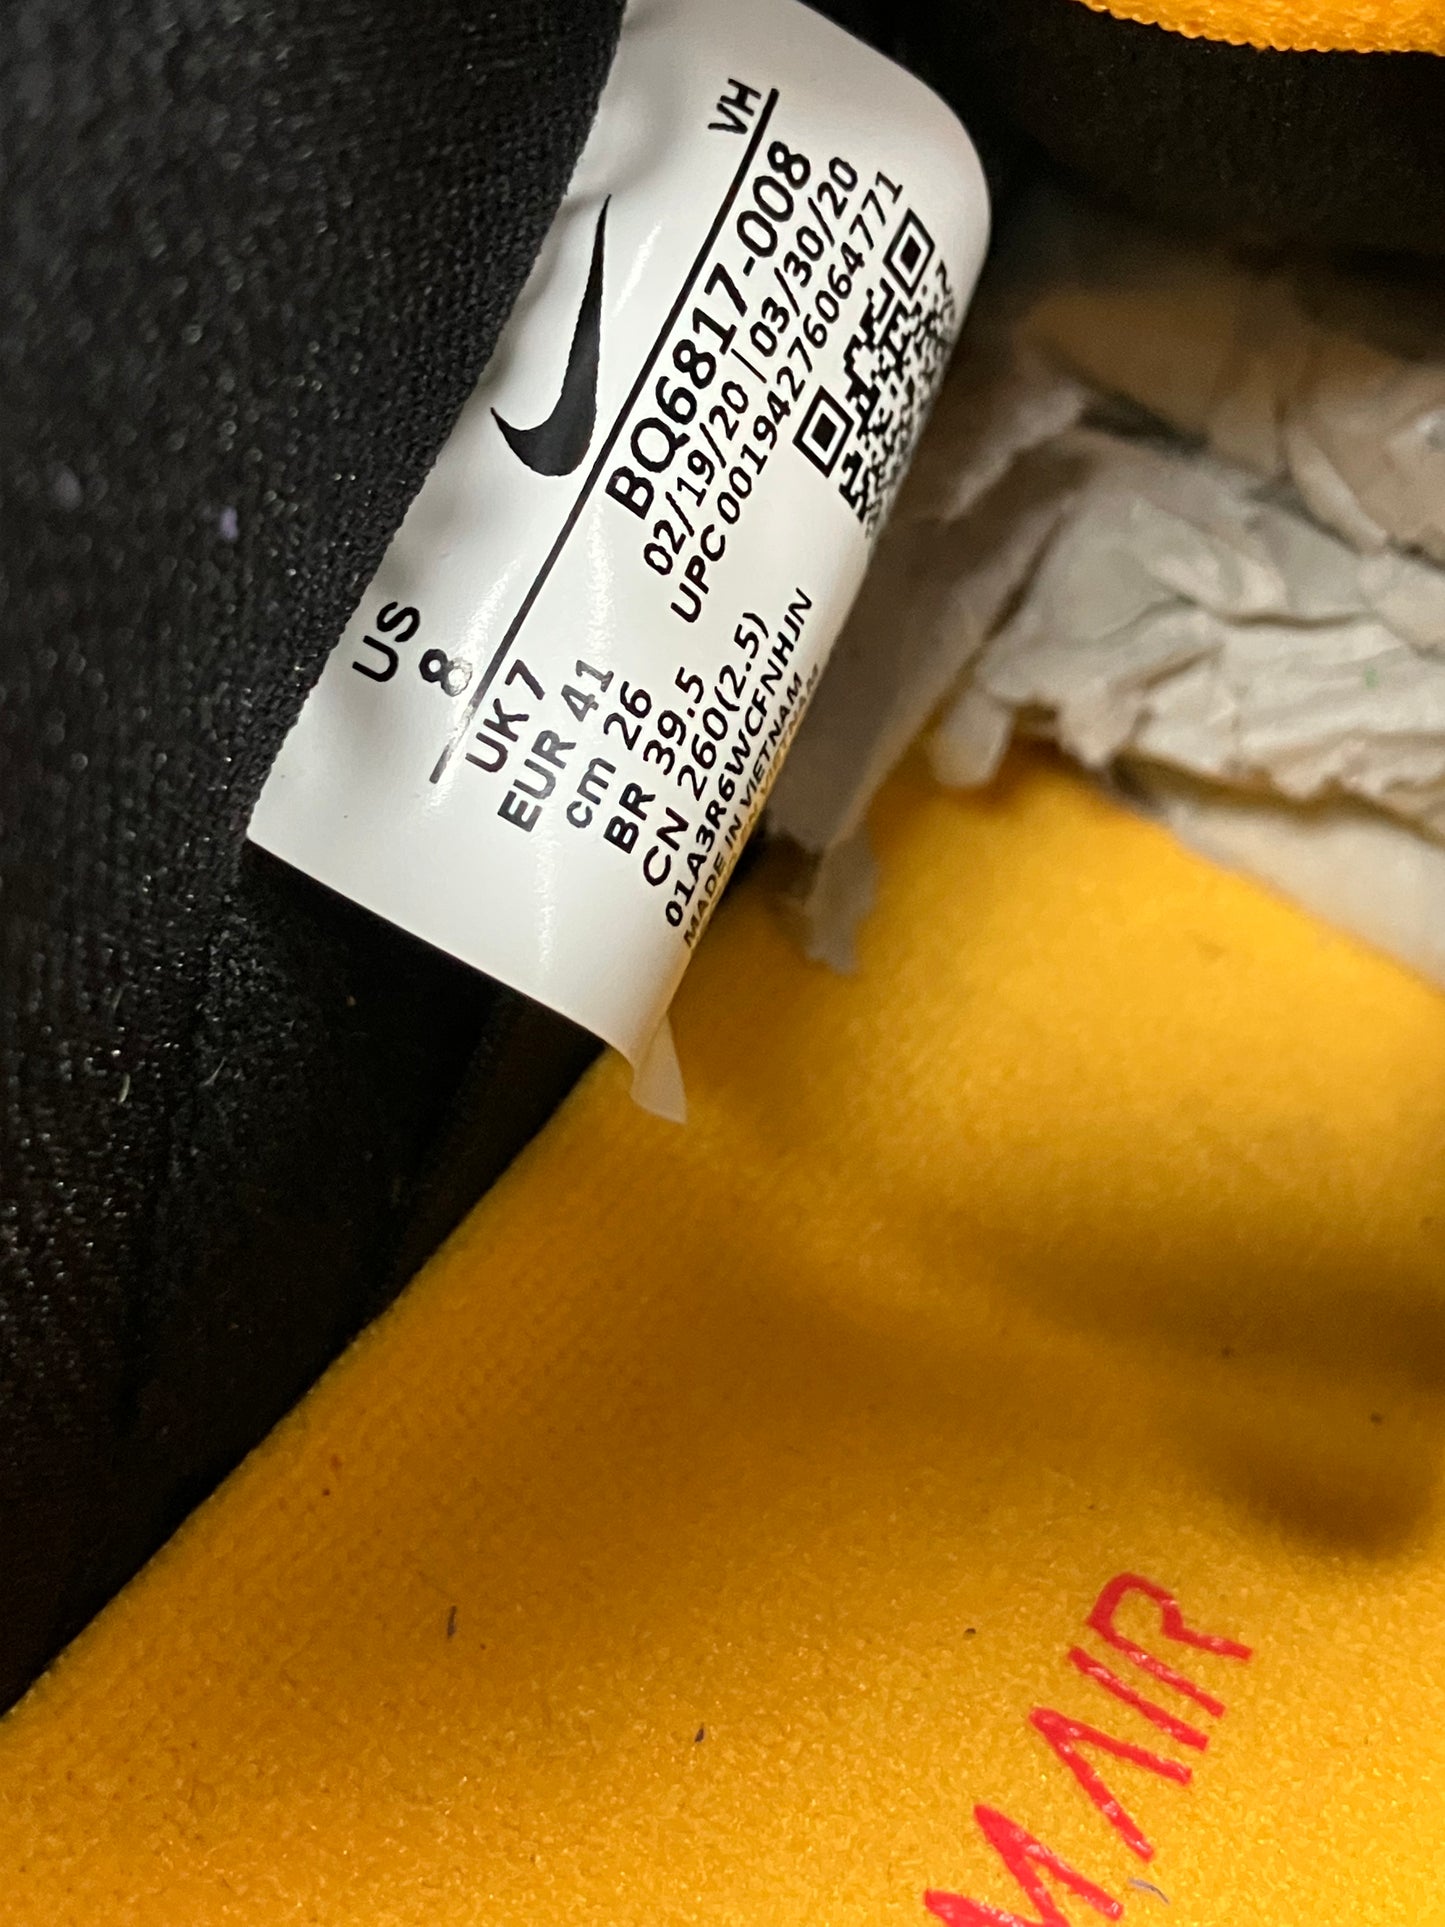 VH
BQ6817-008
02/19/20 | 03/30/20
UPC 00194276064771
US
8
UK 7
EUR 41
cm 26
BR 39.5
CN 260(2.5)
01A3R6WCFNHJN
MADE IN VIETNAM
AIR